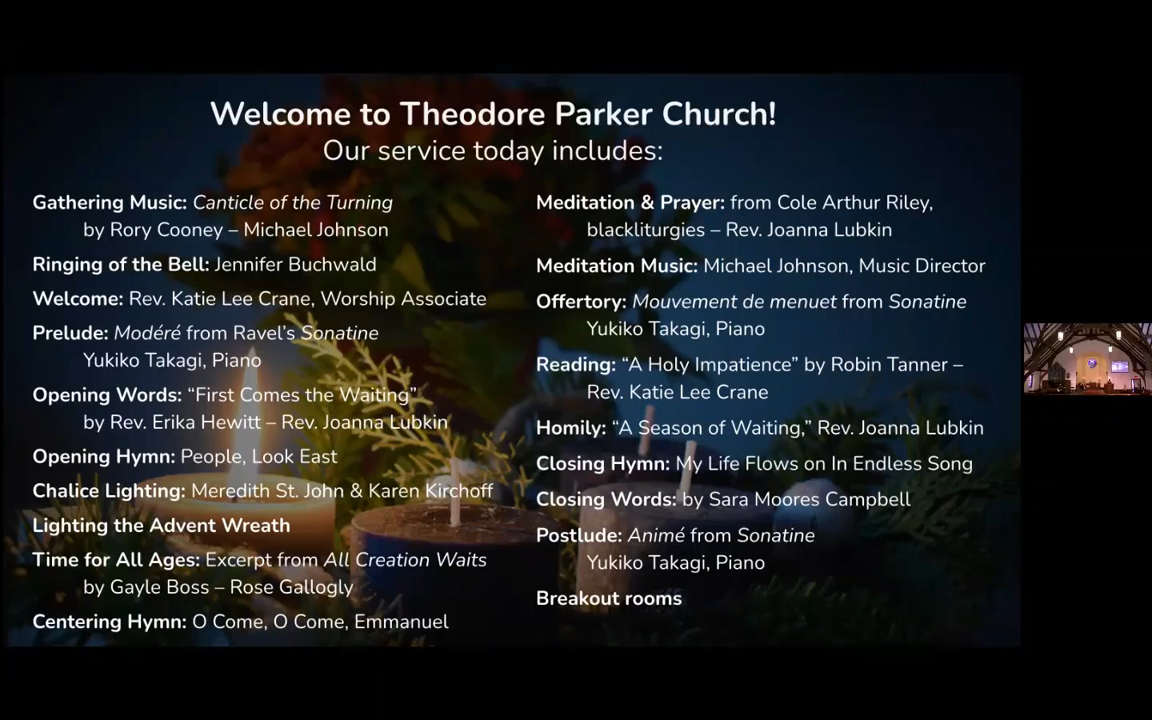 Welcome to Theodore Parker Church!
Our service today includes:
Gathering Music: Canticle of the Turning
by Rory Cooney – Michael Johnson
Ringing of the Bell: Jennifer Buchwald
Welcome: Rev. Katie Lee Crane, Worship Associate
Prelude: Modéré from Ravel's Sonatine
Yukiko Takagi, Piano
Opening Words: “First Comes the Waiting”
by Rev. Erika Hewitt – Rev. Joanna Lubkin
Opening Hymn: People, Look East
Chalice Lighting: Meredith St. John & Karen Kirchoff
Lighting the Advent Wreath
Time for All Ages: Excerpt from All Creation Waits
by Gayle Boss – Rose Gallogly
Centering Hymn: O Come, O Come, Emmanuel
Meditation & Prayer: from Cole Arthur Riley,
blackliturgies – Rev. Joanna Lubkin
Meditation Music: Michael Johnson, Music Director
Offertory: Mouvement de menuet from Sonatine
Yukiko Takagi, Piano
Reading: “A Holy Impatience” by Robin Tanner –
Rev. Katie Lee Crane
Homily: “A Season of Waiting,” Rev. Joanna Lubkin
Closing Hymn: My Life Flows on In Endless Song
Closing Words: by Sara Moores Campbell
Postlude: Animé from Sonatine
Yukiko Takagi, Piano
Breakout rooms